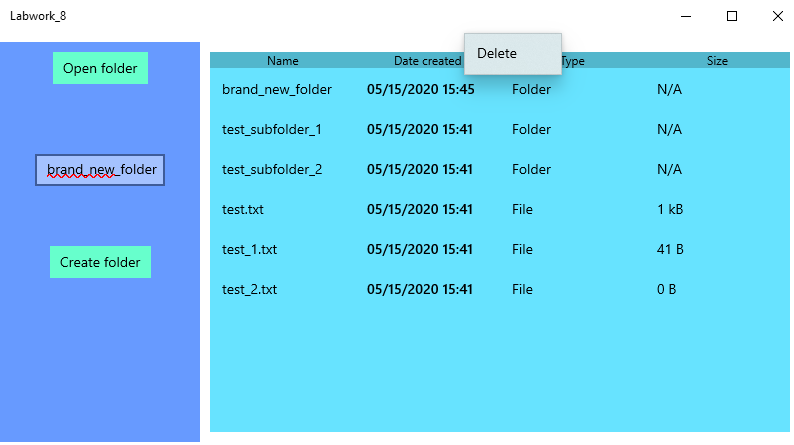 Labwork_8
Open folder
brand_new_folder
Create folder
Delete
Name Date created Type Size
brand_new_folder 05/15/2020 15:45 Folder N/A
test_subfolder_1 05/15/2020 15:41 Folder N/A
test_subfolder_2 05/15/2020 15:41 Folder N/A
test.txt 05/15/2020 15:41 File 1 kB
test_1.txt 05/15/2020 15:41 File 41 B
test_2.txt 05/15/2020 15:41 File 0 B